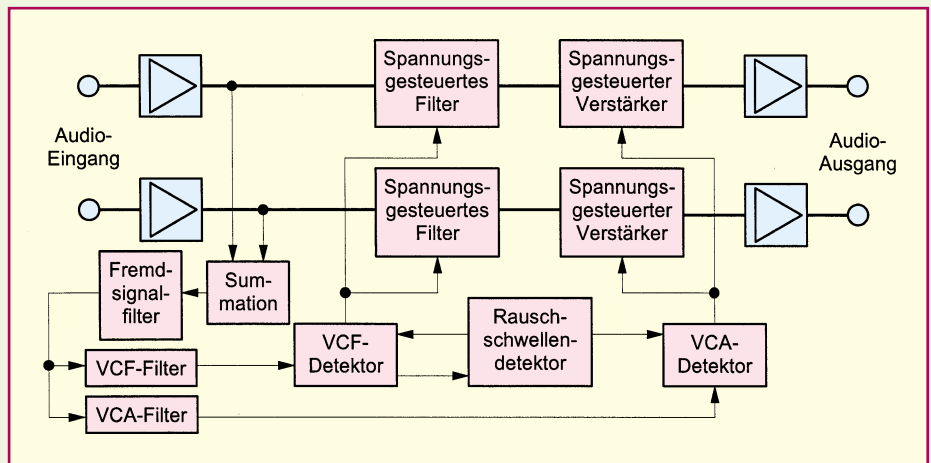 Spannungs-
gesteuertes
Filter
Spannungs-
gesteuerter
Verstärker
Audio-
Eingang
Audio-
Ausgang
Spannungs-
gesteuertes
Filter
Spannungs-
gesteuerter
Verstärker
Fremd-
signal-
filter
Sum-
mation
VCF-
Detektor
Rausch-
schwellen-
detektor
VCA-
Detektor
VCF-Filter
VCA-Filter